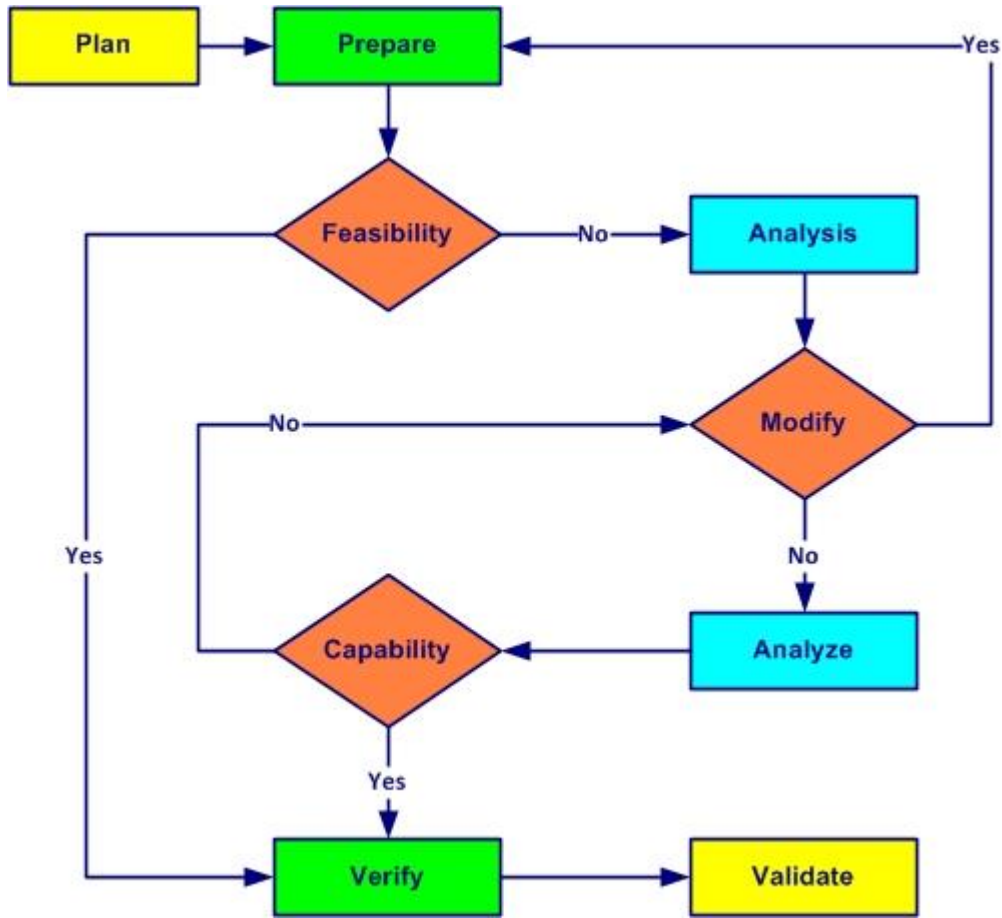 Plan
Prepare
Yes
Feasibility
No
Analysis
No
Modify
Yes
No
Capability
Analyze
Yes
Verify
Validate